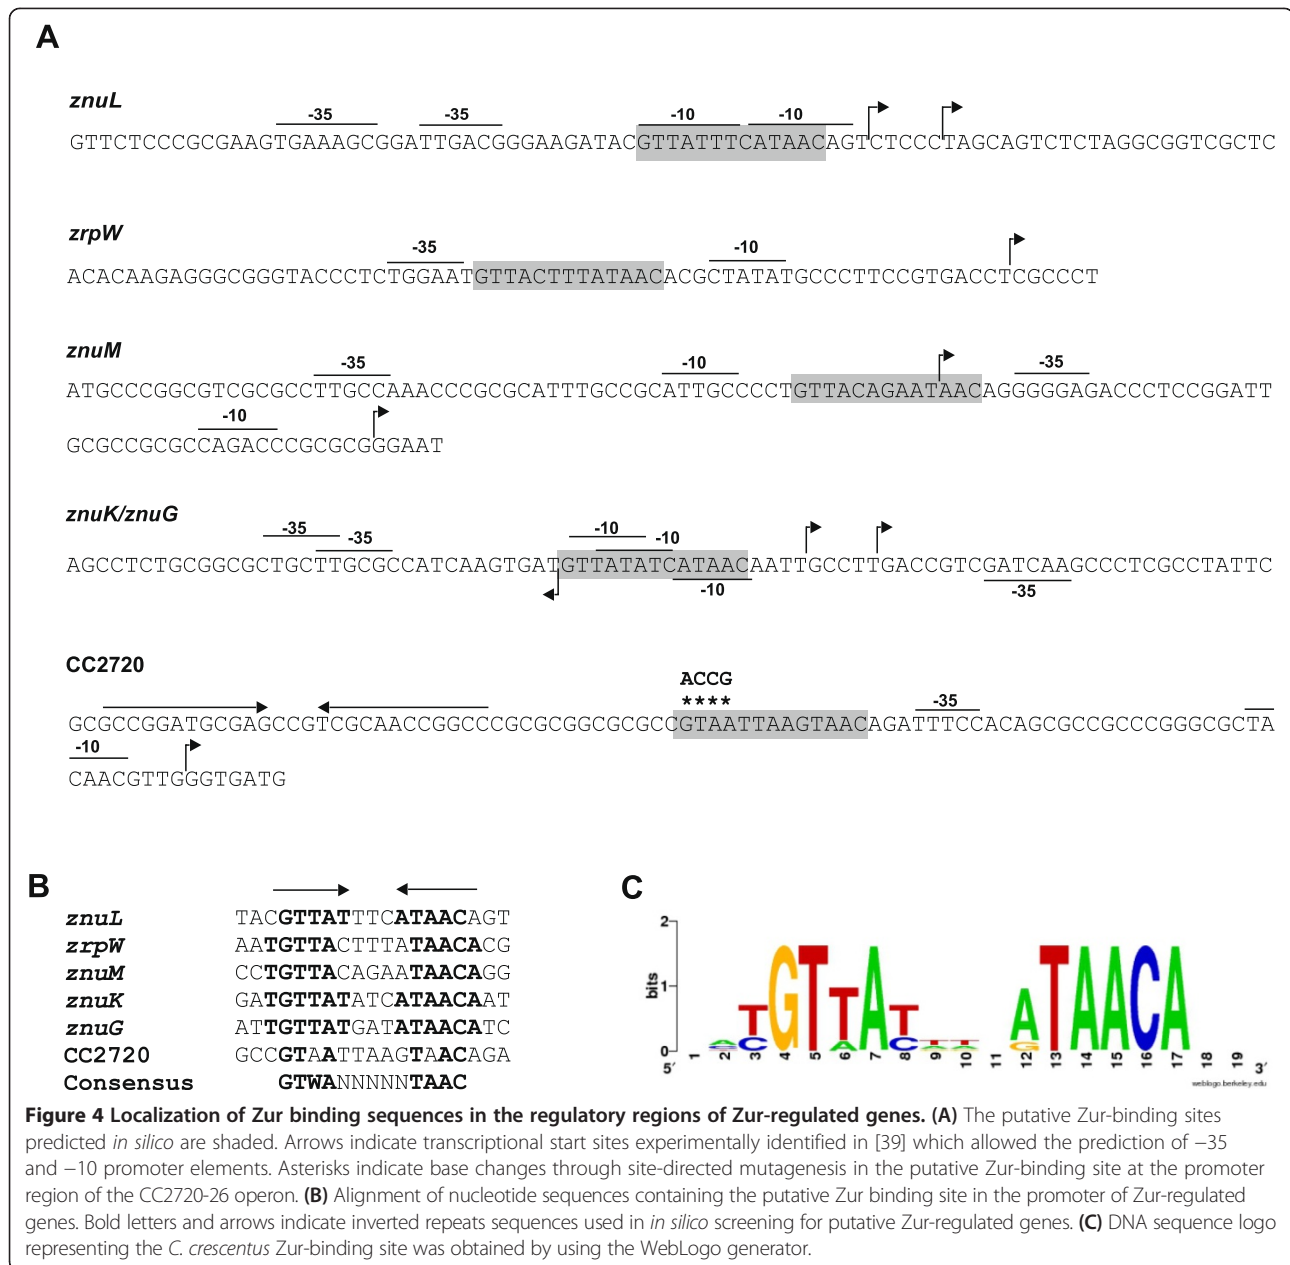 A
znuL
-35 -35 -10 -10
GTTCTCCCGCGAAGTGAAAGCGGATTGACGGGAAGATACGTTATTTCATAACAGTCTCCCTAGCAGTCTCTAGGCGGTCGCTC
zrpW
-35 -10
ACACAAGAGGGCGGGTACCCTCTGGAATGTTACTTTATAACACGCTATATGCCCTTCCGTGACCTCGCCCT
znuM
-35 -10 -35
ATGCCCGGCGTCGCGCCTTGCCAAACCCGCGCATTTGCCGCATTGCCCCTGTTACAGAATAACAGGGGGAGACCCTCCGGATT
-10
GCGCCGCGCCAGACCCGCGCGGGAAT
znuK/znuG
-35 -35 -10 -10
AGCCTCTGCGGCGCTGCTTGCGCCATCAAGTGATGTTATATCATAACAATTGCCTTGACCGTCGATCAAGCCCTCGCCTATTC
-10 -35
CC2720
ACCG
****
-35
GCGCCGGATGCGAGCCGTCGCAACCGGCCCGCGCGGCGCGCCGTAATTAAGTAACAGATTTCCACAGCGCCGCCCGGGCGCTA
-10
CAACGTTGGGTGATG
B
znuL TACGTTATTTCATAACAGT
zrpW AATGTTACTTTATAACACG
znuM CCTGTTACAGAATAACAGG
znuK GATGTTATATCATAACAAT
znuG ATTGTTATGATATAACATC
CC2720 GCCGTAATTAAGTAACAGA
Consensus GTWANNNNNTAAC
C
2
1
0
bits
TGTTAT ATAACA
1 2 3 4 5 6 7 8 9 10 11 12 13 14 15 16 17 18 19
5′ 3′
weblogo.berkeley.edu
Figure 4 Localization of Zur binding sequences in the regulatory regions of Zur-regulated genes. (A) The putative Zur-binding sites
predicted in silico are shaded. Arrows indicate transcriptional start sites experimentally identified in [39] which allowed the prediction of −35
and −10 promoter elements. Asterisks indicate base changes through site-directed mutagenesis in the putative Zur-binding site at the promoter
region of the CC2720-26 operon. (B) Alignment of nucleotide sequences containing the putative Zur binding site in the promoter of Zur-regulated
genes. Bold letters and arrows indicate inverted repeats sequences used in in silico screening for putative Zur-regulated genes. (C) DNA sequence logo
representing the C. crescentus Zur-binding site was obtained by using the WebLogo generator.